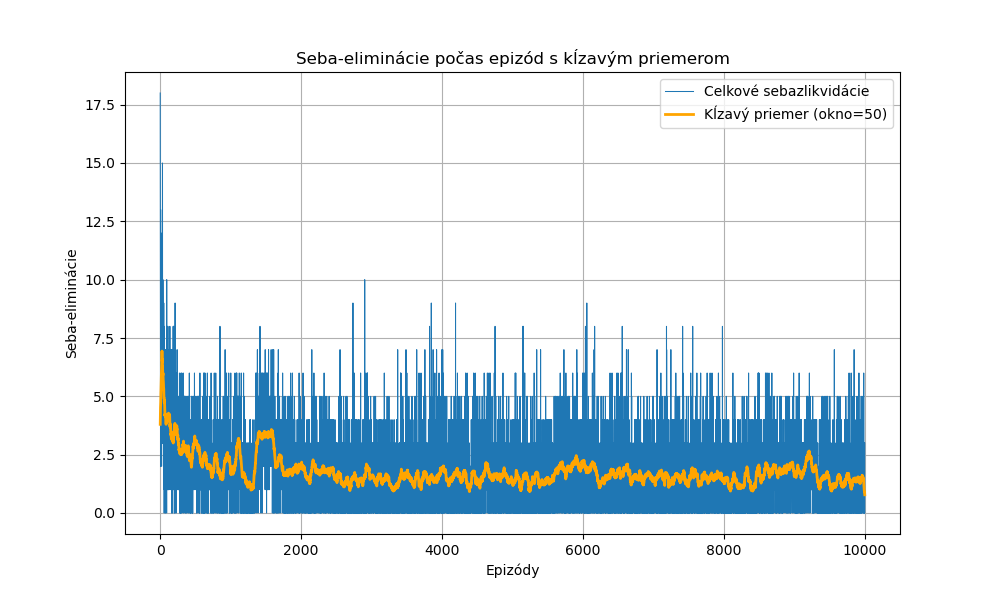 Seba-eliminácie počas epizód s kĺzavým priemerom
Celkové sebazlikvidácie
Kĺzavý priemer (okno=50)
Seba-eliminácie
17.5
15.0
12.5
10.0
7.5
5.0
2.5
0.0
0 2000 4000 6000 8000 10000
Epizódy